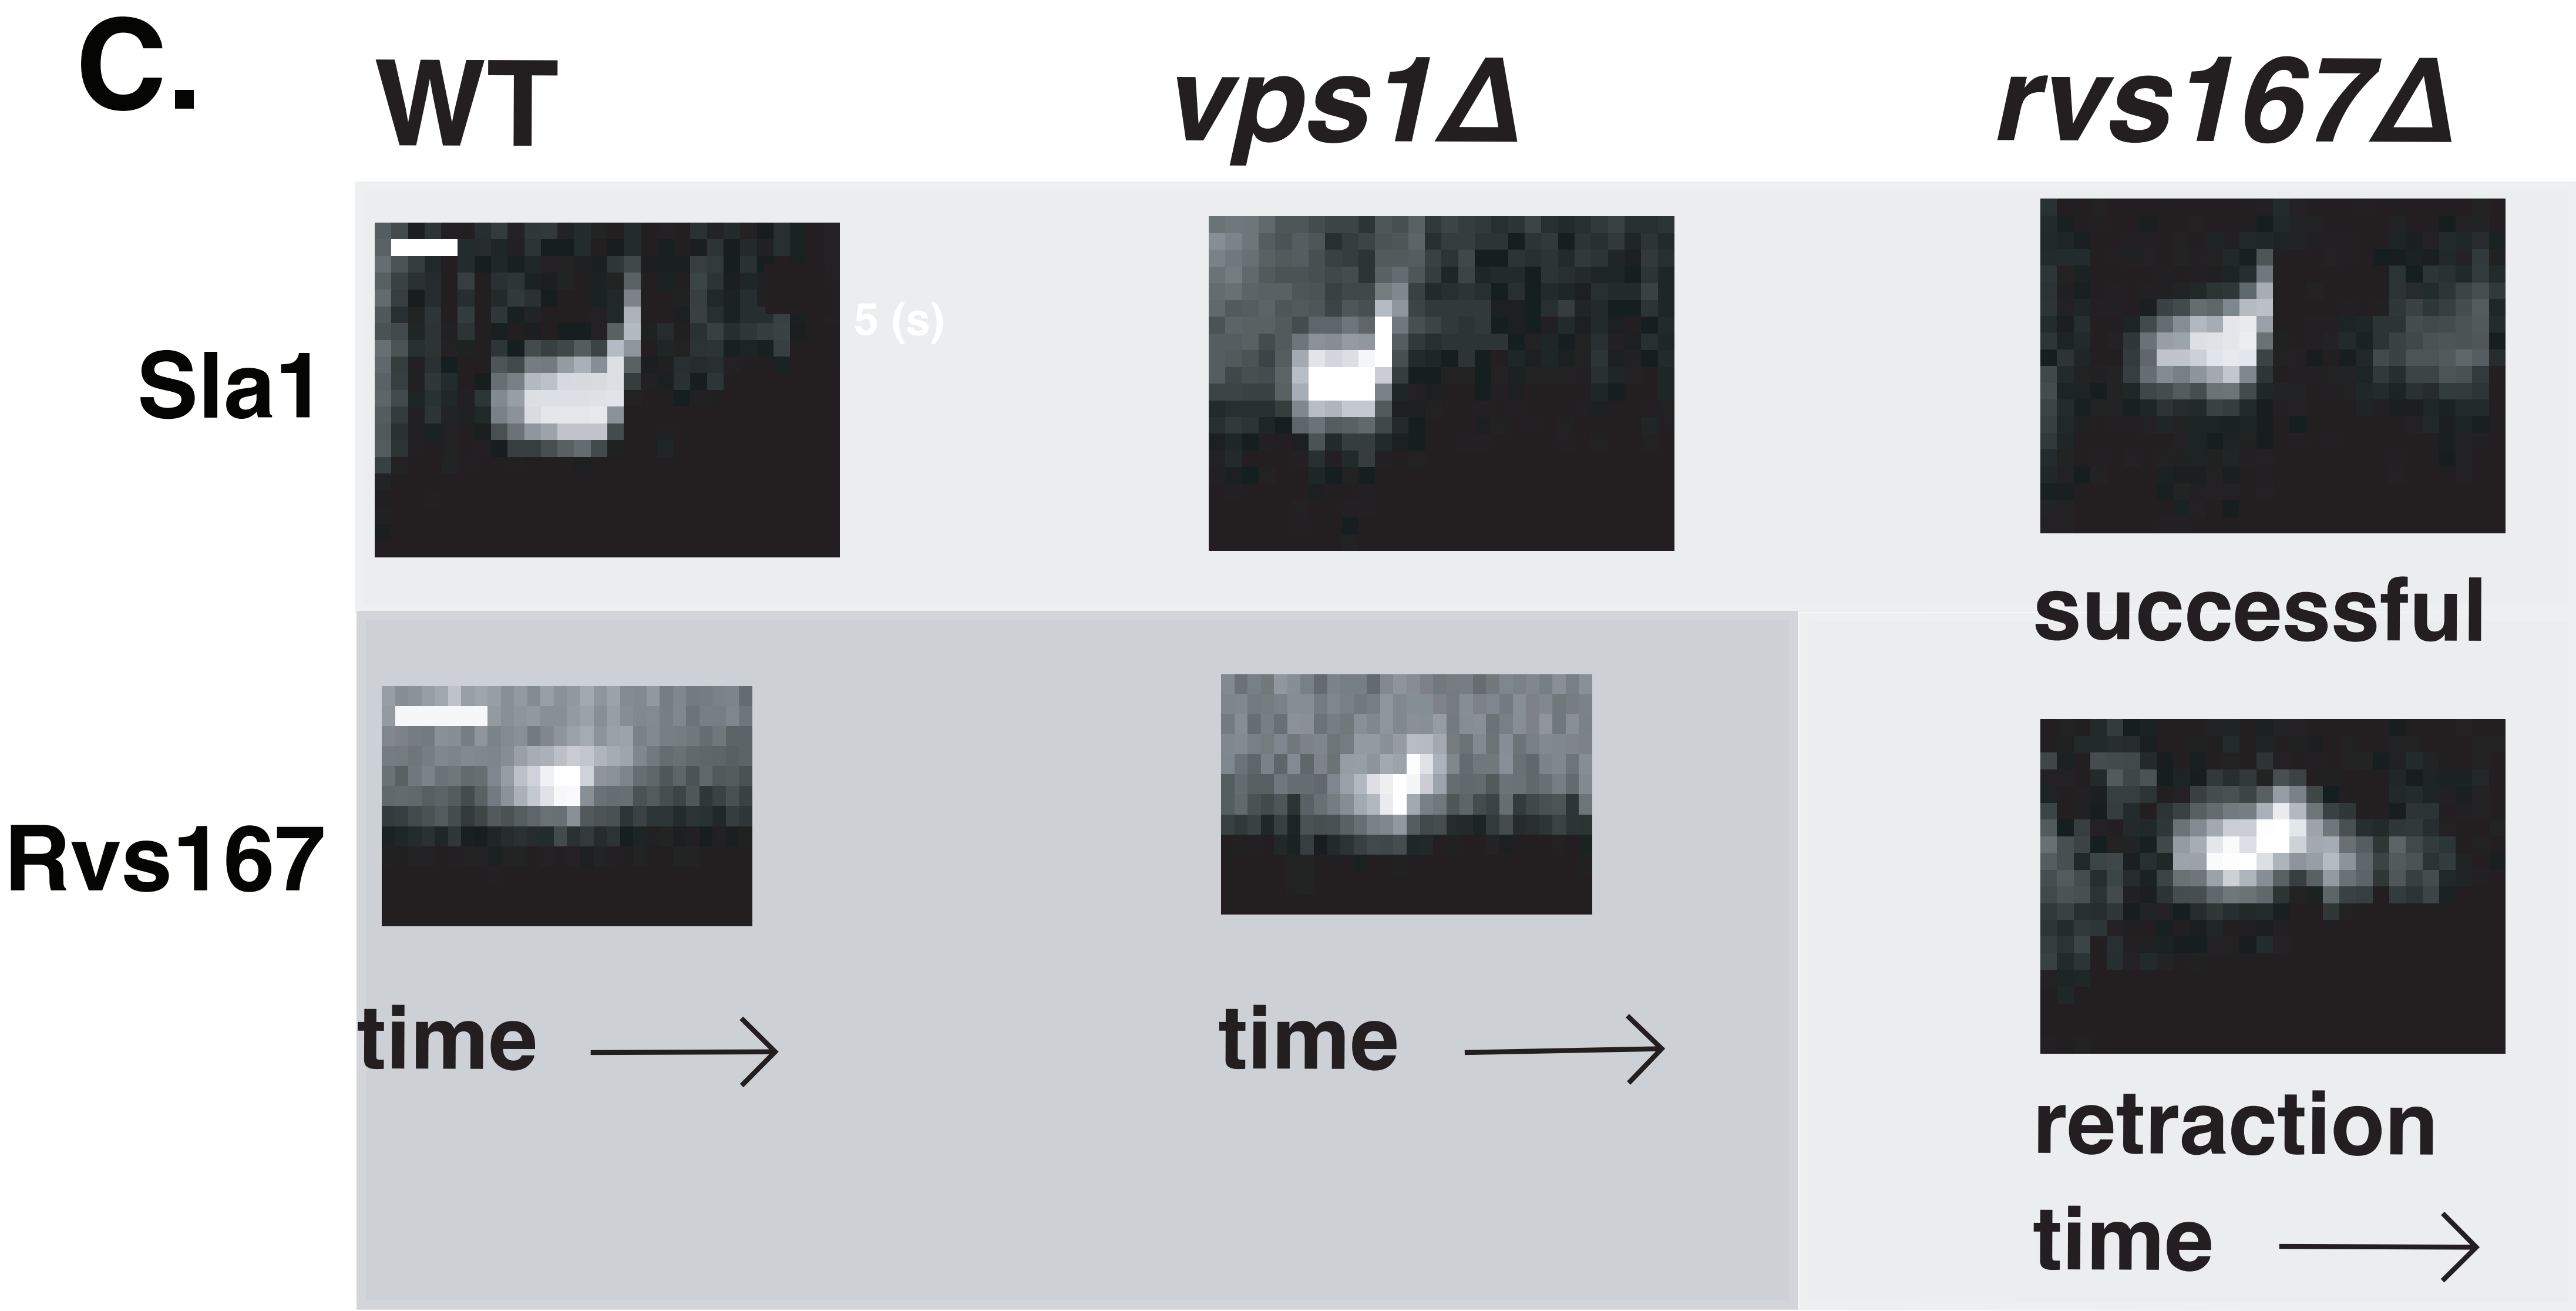 C.
WT
vps1Δ
rvs167Δ
Sla1
5 (s)
successful
Rvs167
time
time
retraction
time